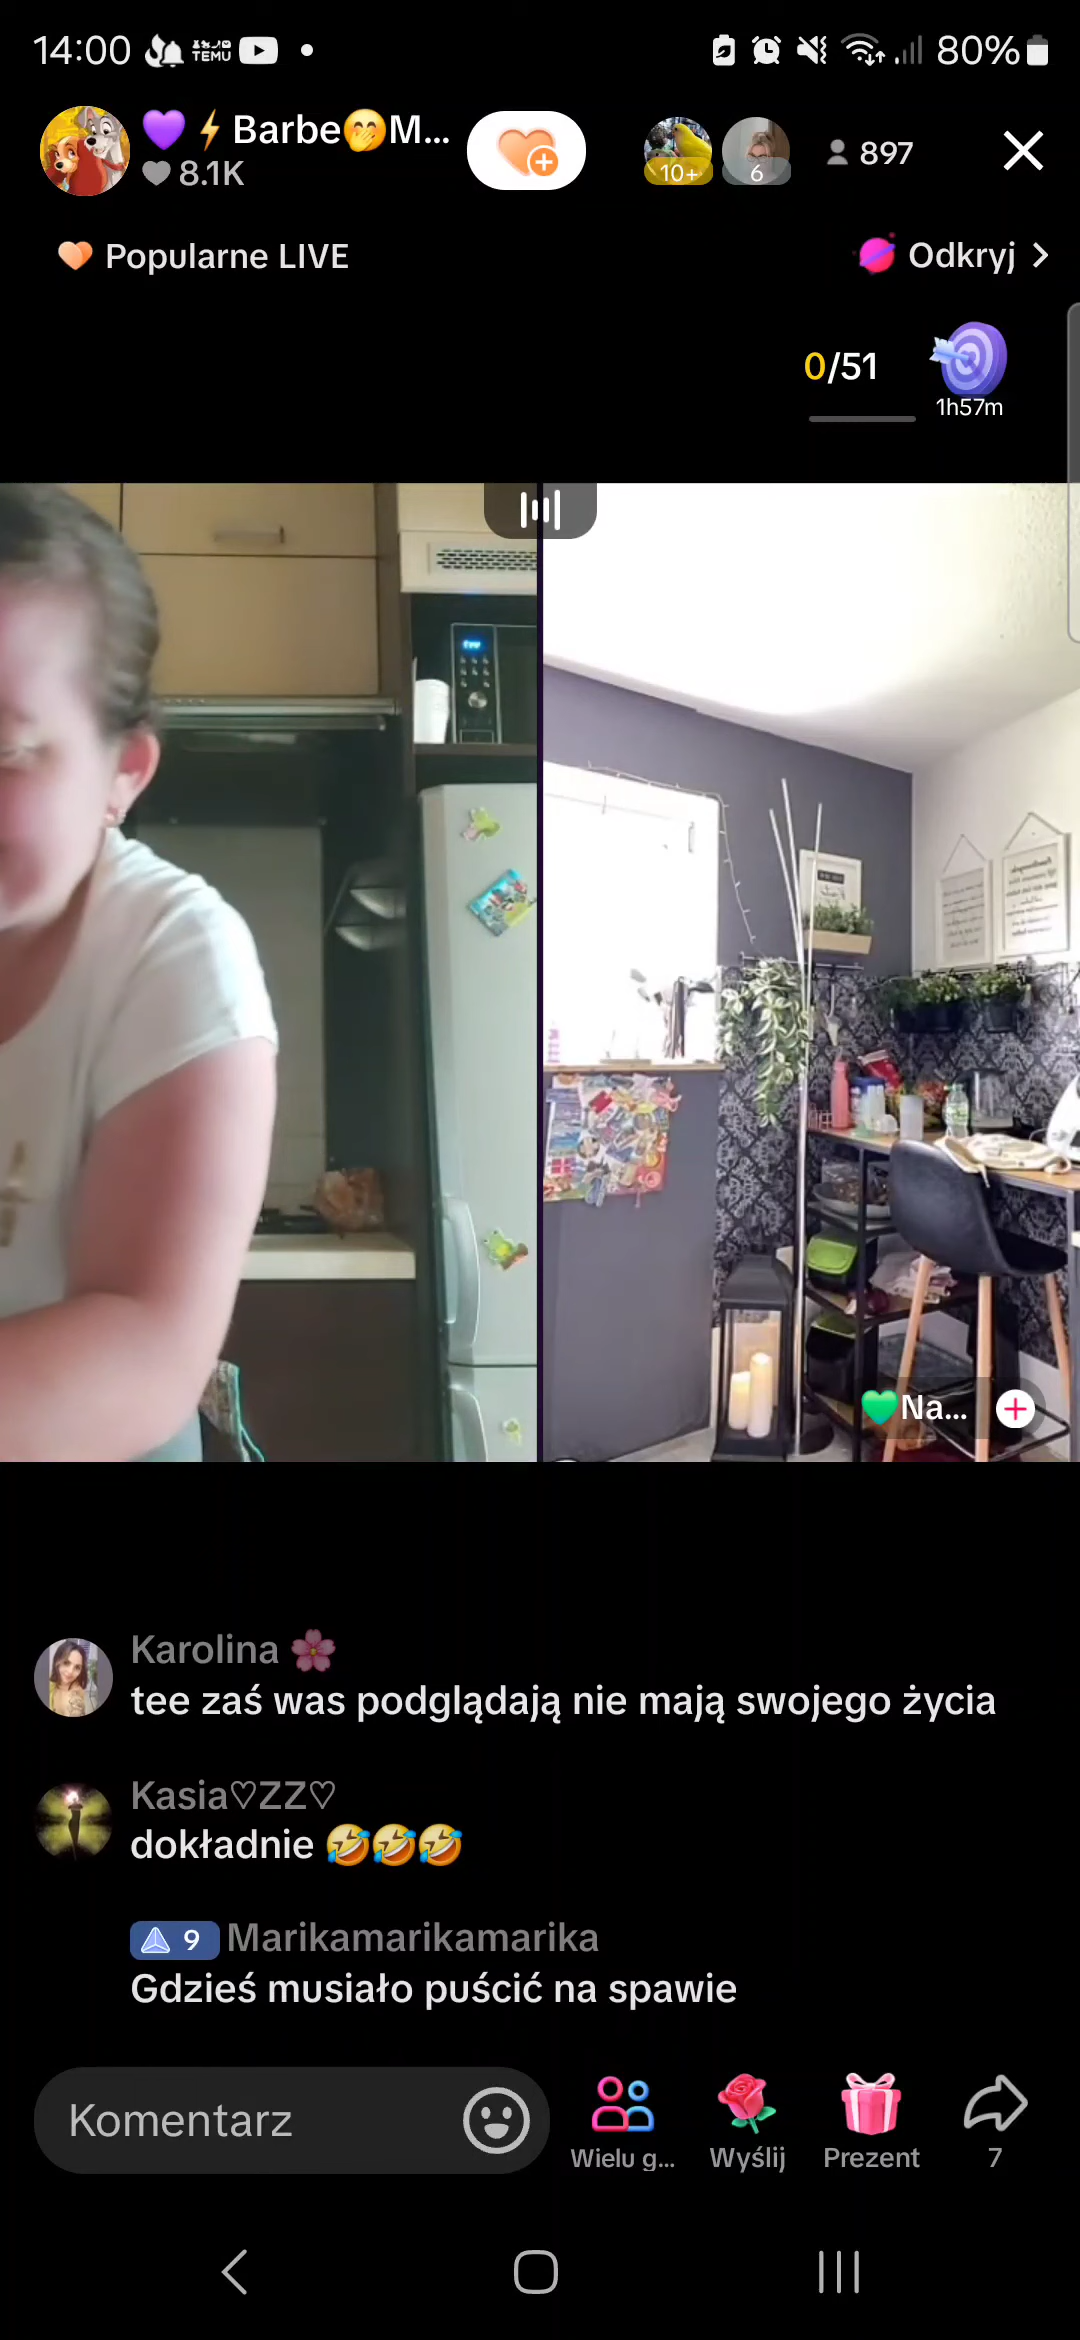 14:00 TEMU 80%
💜⚡Barbe🤭M...
8.1K
10+ 6 897
Popularne LIVE
Odkryj >
0/51
1h57m
💚Na...
Karolina 🌸
tee zaś was podglądają nie mają swojego życia
Kasia♡ZZ♡
dokładnie 🤣🤣🤣
9 Marikamarikamarika
Gdzieś musiało puścić na spawie
Komentarz
Wielu g...
Wyślij
Prezent
7